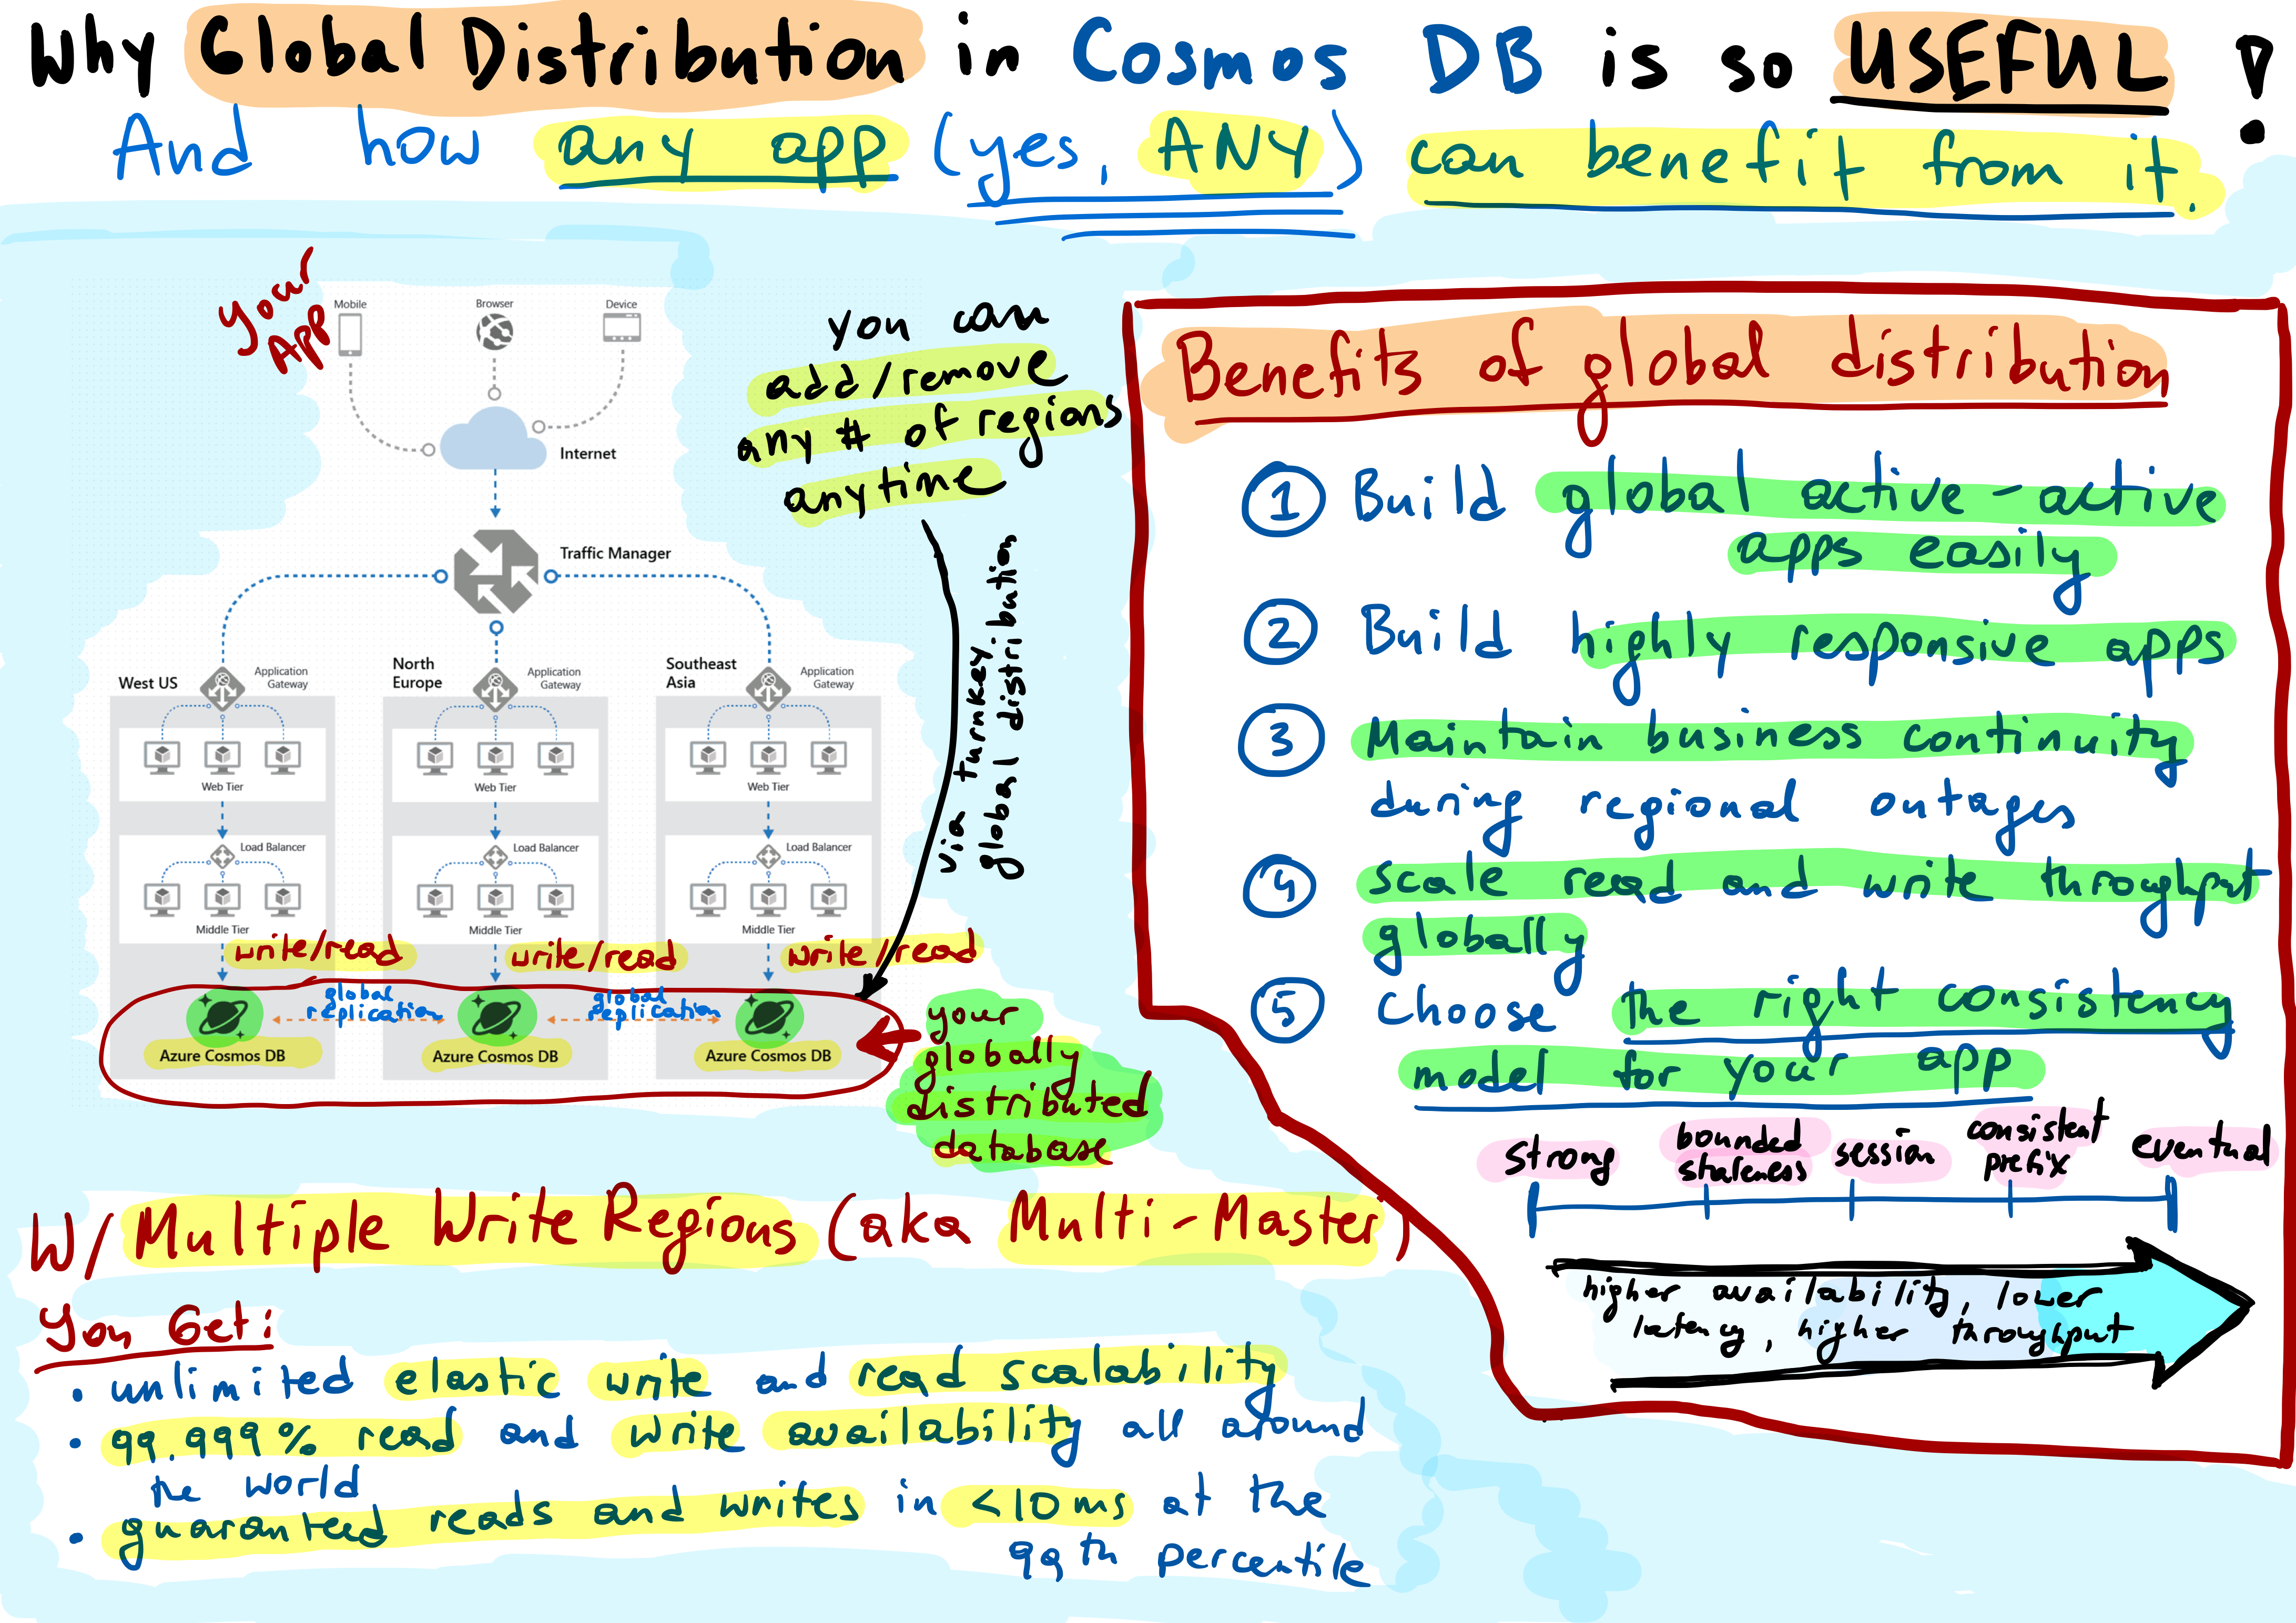 Why Global Distribution in Cosmos DB is so USEFUL!
And how any app (yes, ANY) can benefit from it.
Your
App
Mobile
Browser
Device
Internet
Traffic Manager
you can
add/remove
any # of regions
anytime
via turnkey
global distribution
West US
Application
Gateway
Web Tier
Load Balancer
Middle Tier
write/read
Azure Cosmos DB
North
Europe
Application
Gateway
Web Tier
Load Balancer
Middle Tier
write/read
Azure Cosmos DB
Southeast
Asia
Application
Gateway
Web Tier
Load Balancer
Middle Tier
write/read
Azure Cosmos DB
global
replication
global
replication
your
globally
distributed
database
Benefits of global distribution
1 Build global active-active
apps easily
2 Build highly responsive apps
3 Maintain business continuity
during regional outages
4 scale read and write throughput
globally
5 Choose the right consistency
model for your app
strong
bounded
staleness
session
consistent
prefix
eventual
higher availability, lower
latency, higher throughput
W/ Multiple Write Regions (aka Multi-Master)
You Get:
• unlimited elastic write and read scalability
• 99.999% read and write availability all around
the world
• guaranteed reads and writes in <10 ms at the
99th percentile